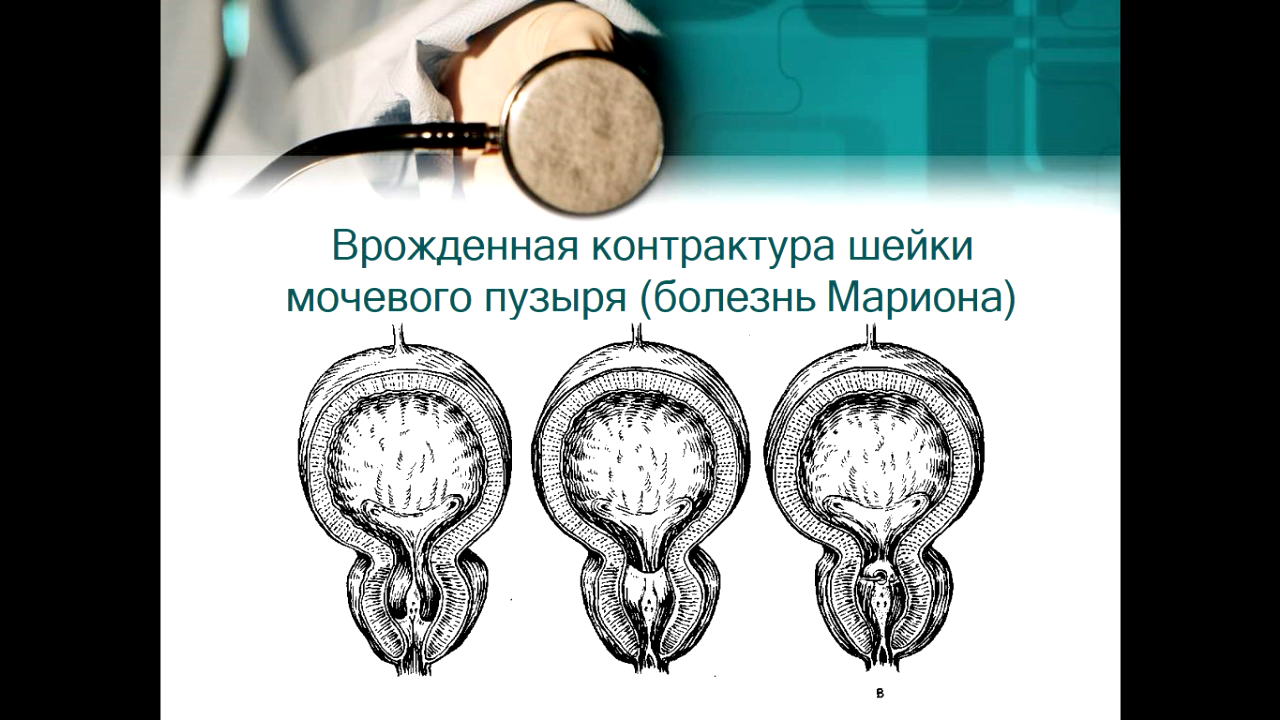 Врожденная контрактура шейки
мочевого пузыря (болезнь Мариона)
в